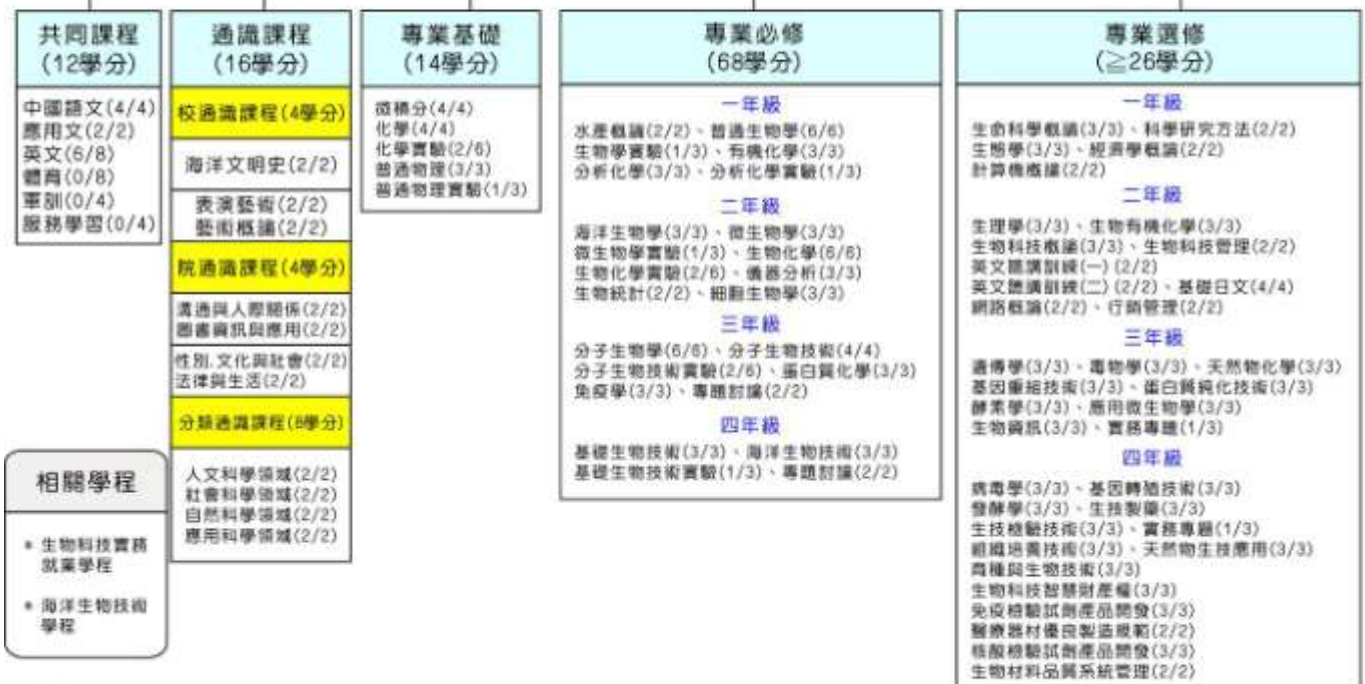 共同課程
(12學分)
中國語文(4/4)
應用文(2/2)
英文(6/8)
體育(0/8)
軍訓(0/4)
服務學習(0/4)
通識課程
(16學分)
校通識課程(4學分)
海洋文明史(2/2)
表演藝術(2/2)
藝術概論(2/2)
院通識課程(4學分)
溝通與人際關係(2/2)
圖書資訊與應用(2/2)
性別,文化與社會(2/2)
法律與生活(2/2)
分類通識課程(8學分)
人文科學領域(2/2)
社會科學領域(2/2)
自然科學領域(2/2)
應用科學領域(2/2)
專業基礎
(14學分)
微積分(4/4)
化學(4/4)
化學實驗(2/6)
普通物理(3/3)
普通物理實驗(1/3)
專業必修
(68學分)
一年級
水產概論(2/2)、普通生物學(6/6)
生物學實驗(1/3)、有機化學(3/3)
分析化學(3/3)、分析化學實驗(1/3)
二年級
海洋生物學(3/3)、微生物學(3/3)
微生物學實驗(1/3)、生物化學(6/6)
生物化學實驗(2/6)、儀器分析(3/3)
生物統計(2/2)、細胞生物學(3/3)
三年級
分子生物學(6/6)、分子生物技術(4/4)
分子生物技術實驗(2/6)、蛋白質化學(3/3)
免疫學(3/3)、專題討論(2/2)
四年級
基礎生物技術(3/3)、海洋生物技術(3/3)
基礎生物技術實驗(1/3)、專題討論(2/2)
專業選修
(≧26學分)
一年級
生命科學概論(3/3)、科學研究方法(2/2)
生態學(3/3)、經濟學概論(2/2)
計算機概論(2/2)
二年級
生理學(3/3)、生物有機化學(3/3)
生物科技概論(3/3)、生物科技管理(2/2)
英文聽講訓練(一)(2/2)
英文聽講訓練(二)(2/2)、基礎日文(4/4)
網路概論(2/2)、行銷管理(2/2)
三年級
遺傳學(3/3)、毒物學(3/3)、天然物化學(3/3)
基因重組技術(3/3)、蛋白質純化技術(3/3)
酵素學(3/3)、應用微生物學(3/3)
生物資訊(3/3)、實務專題(1/3)
四年級
病毒學(3/3)、基因轉殖技術(3/3)
發酵學(3/3)、生技製藥(3/3)
生技檢驗技術(3/3)、實務專題(1/3)
組織培養技術(3/3)、天然物生技應用(3/3)
育種與生物技術(3/3)
生物科技智慧財產權(3/3)
免疫檢驗試劑產品開發(3/3)
醫療器材優良製造規範(2/2)
核酸檢驗試劑產品開發(3/3)
生物材料品質系統管理(2/2)
相關學程
* 生物科技實務
就業學程
* 海洋生物技術
學程